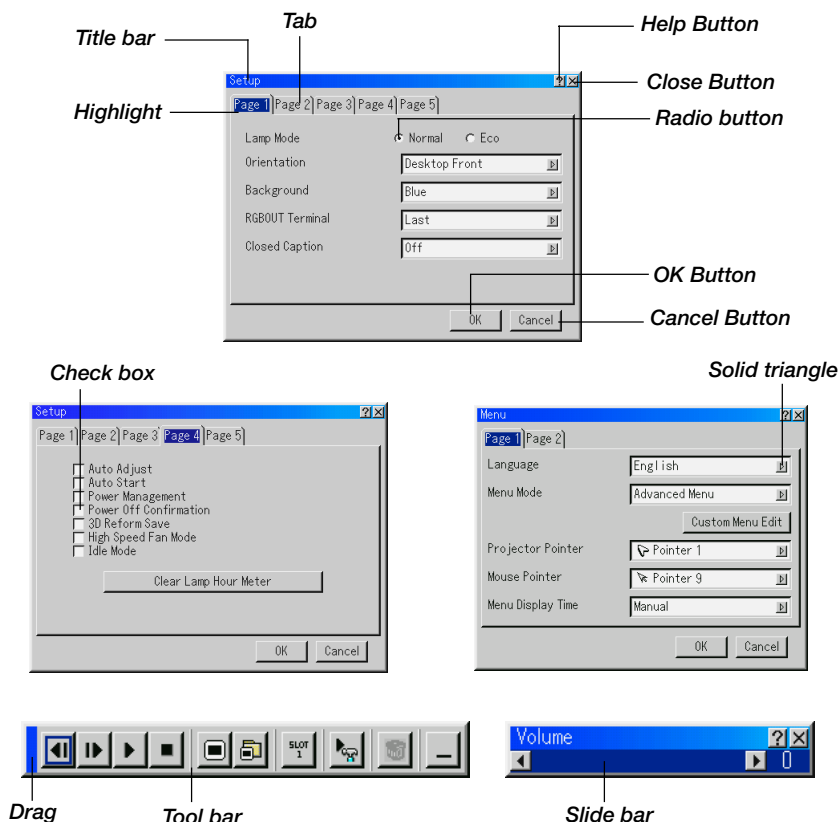 Tab
Help Button
Title bar
Setup
Close Button
Highlight
Page 1 Page 2 Page 3 Page 4 Page 5
Radio button
Lamp Mode Normal Eco
Orientation Desktop Front
Background Blue
RGBOUT Terminal Last
Closed Caption Off
OK Button
OK Cancel
Cancel Button
Check box
Solid triangle
Setup
Page 1 Page 2 Page 3 Page 4 Page 5
Auto Adjust
Auto Start
Power Management
Power Off Confirmation
3D Reform Save
High Speed Fan Mode
Idle Mode
Clear Lamp Hour Meter
OK Cancel
Menu
Page 1 Page 2
Language English
Menu Mode Advanced Menu
Custom Menu Edit
Projector Pointer Pointer 1
Mouse Pointer Pointer 9
Menu Display Time Manual
OK Cancel
SLOT
1
Volume
0
Drag
Tool bar
Slide bar